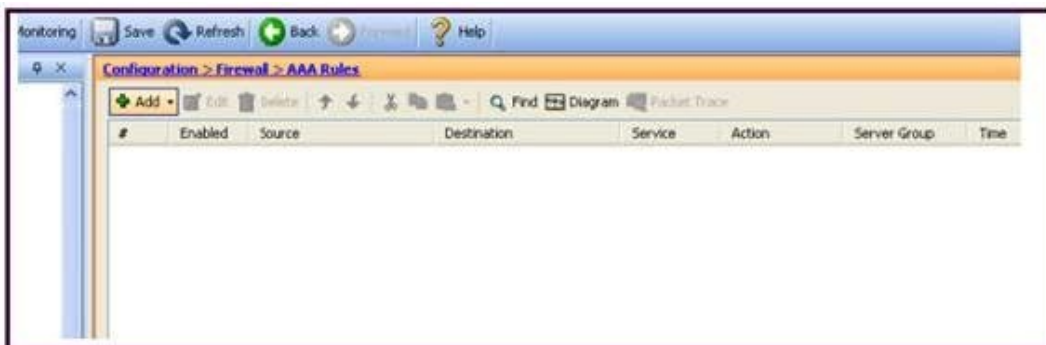 Monitoring Save Refresh Back Forward Help
Configuration > Firewall > AAA Rules
Add Edit Delete Find Diagram Packet Trace
# Enabled Source Destination Service Action Server Group Time